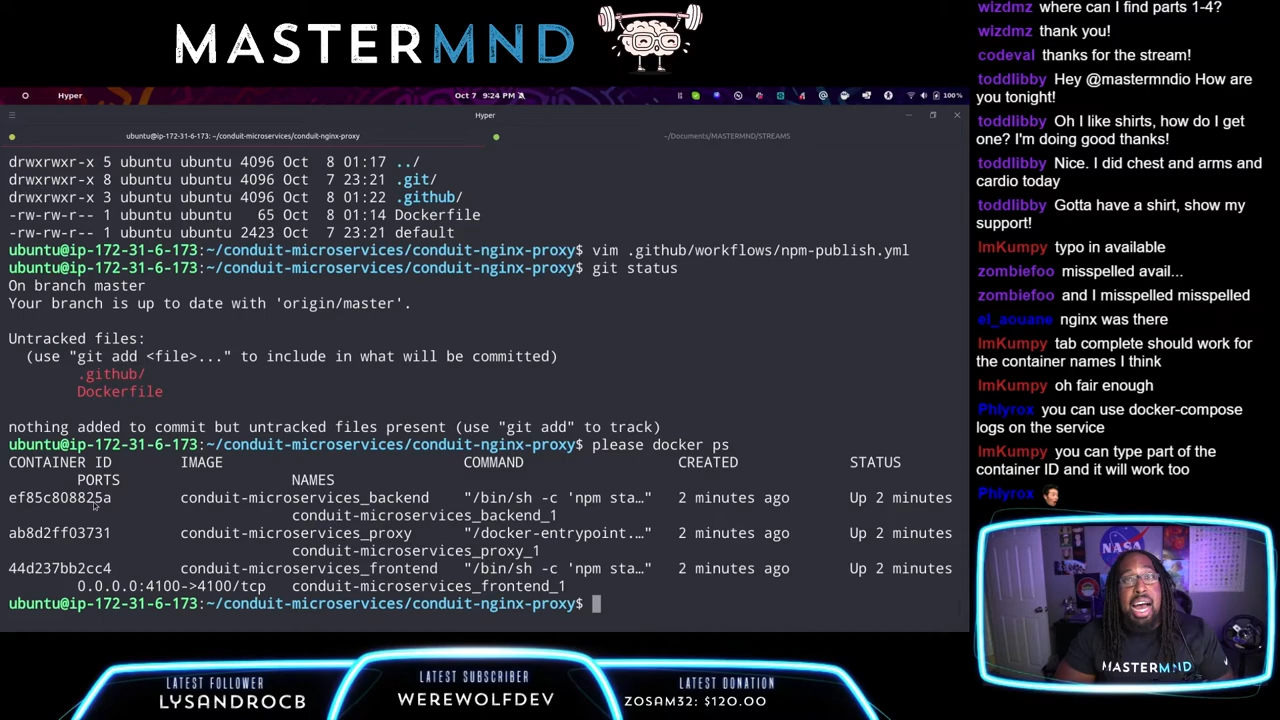 MASTERMND
Hyper
Oct 7 9:24 PM
100%
Hyper
ubuntu@ip-172-31-6-173: ~/conduit-microservices/conduit-nginx-proxy
~/Documents/MASTERMND/STREAMS
drwxrwxr-x 5 ubuntu ubuntu 4096 Oct  8 01:17 ../
drwxrwxr-x 8 ubuntu ubuntu 4096 Oct  7 23:21 .git/
drwxrwxr-x 3 ubuntu ubuntu 4096 Oct  8 01:22 .github/
-rw-rw-r-- 1 ubuntu ubuntu   65 Oct  8 01:14 Dockerfile
-rw-rw-r-- 1 ubuntu ubuntu 2423 Oct  7 23:21 default
ubuntu@ip-172-31-6-173:~/conduit-microservices/conduit-nginx-proxy$ vim .github/workflows/npm-publish.yml
ubuntu@ip-172-31-6-173:~/conduit-microservices/conduit-nginx-proxy$ git status
On branch master
Your branch is up to date with 'origin/master'.
Untracked files:
(use "git add <file>..." to include in what will be committed)
.github/
Dockerfile
nothing added to commit but untracked files present (use "git add" to track)
ubuntu@ip-172-31-6-173:~/conduit-microservices/conduit-nginx-proxy$ please docker ps
CONTAINER ID IMAGE COMMAND CREATED STATUS
PORTS NAMES
ef85c808825a conduit-microservices_backend "/bin/sh -c 'npm sta…" 2 minutes ago Up 2 minutes
conduit-microservices_backend_1
ab8d2ff03731 conduit-microservices_proxy "/docker-entrypoint.…" 2 minutes ago Up 2 minutes
conduit-microservices_proxy_1
44d237bb2cc4 conduit-microservices_frontend "/bin/sh -c 'npm sta…" 2 minutes ago Up 2 minutes
0.0.0.0:4100->4100/tcp conduit-microservices_frontend_1
ubuntu@ip-172-31-6-173:~/conduit-microservices/conduit-nginx-proxy$
wizdmz where can I find parts 1-4?
wizdmz thank you!
codeval thanks for the stream!
toddlibby Hey @mastermndio How are
you tonight!
toddlibby Oh I like shirts, how do I get
one? I'm doing good thanks!
toddlibby Nice. I did chest and arms and
cardio today
toddlibby Gotta have a shirt, show my
support!
ImKumpy typo in available
zombiefoo misspelled avail...
zombiefoo and I misspelled misspelled
el_aouane nginx was there
ImKumpy tab complete should work for
the container names I think
ImKumpy oh fair enough
Phlyrox you can use docker-compose
logs on the service
ImKumpy you can type part of the
container ID and it will work too
Phlyrox
NASA
MASTERMND
LATEST FOLLOWER
LYSANDROCB
LATEST SUBSCRIBER
WEREWOLFDEV
LATEST DONATION
ZOSAM32: $120.00